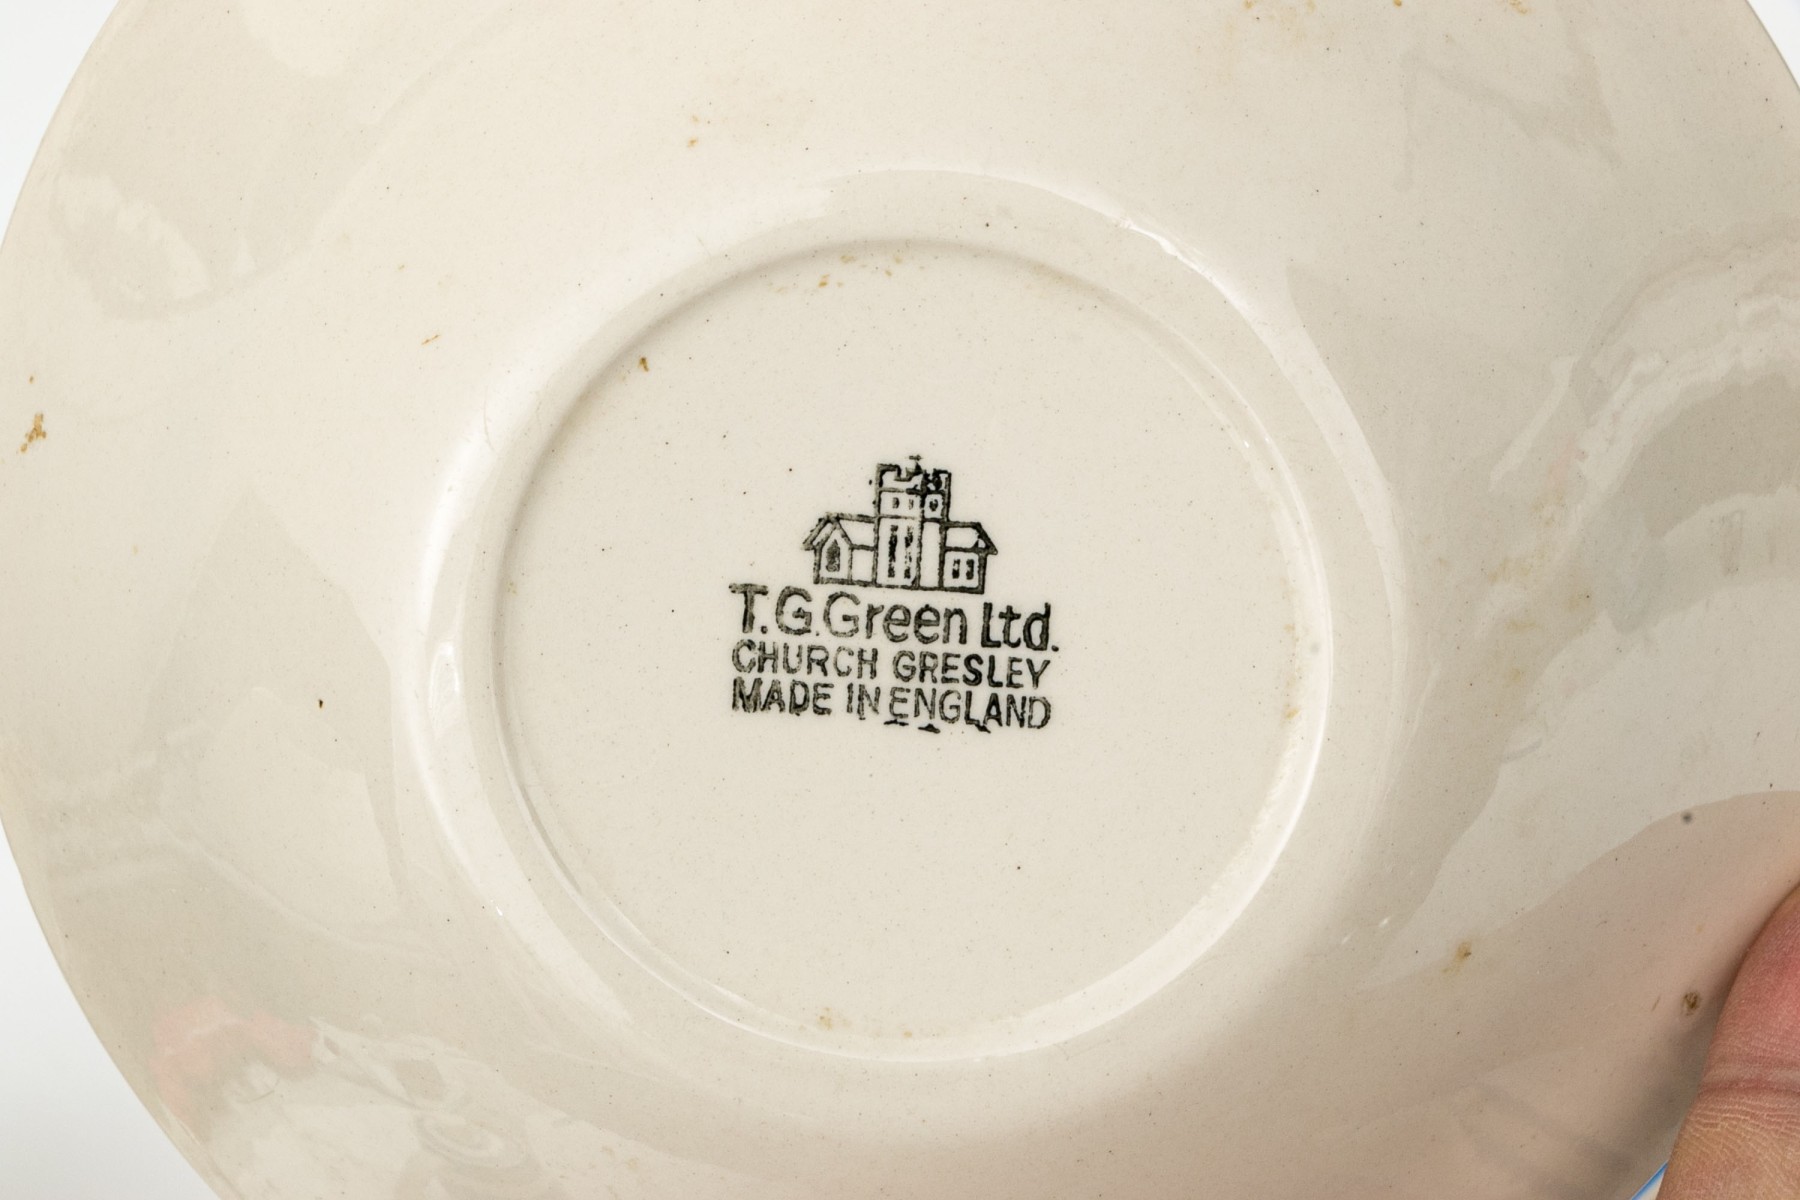 T.G.Green Ltd.
CHURCH GRESLEY
MADE IN ENGLAND